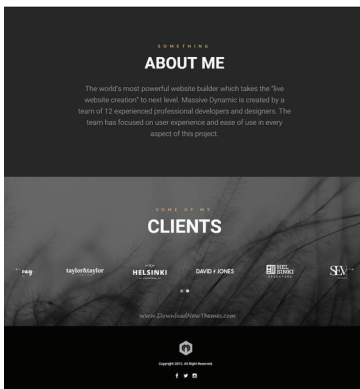 SOMETHING
ABOUT ME
The world's most powerful website builder which takes the "live
website creation" to next level. Massive Dynamic is created by a
team of 12 experienced professional developers and designers. The
team has focused on user experience and ease of use in every
aspect of this project.
SOME OF MY
CLIENTS
taylor&taylor
HELSINKI
DAVID & JONES
HEL
SINKI
www.DownloadNewThemes.com
Copyright 2015. All Right Reserved